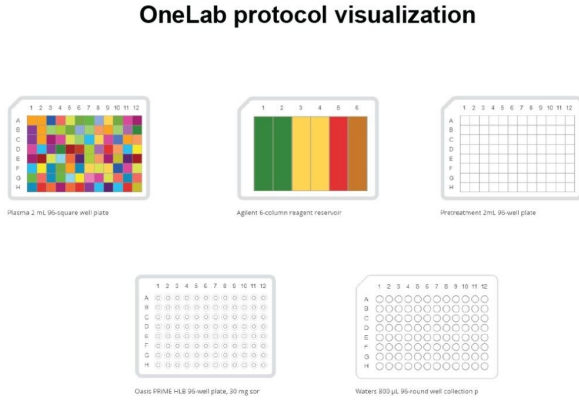 OneLab protocol visualization
1 2 3 4 5 6 7 8 9 10 11 12
A
B
C
D
E
F
G
H
Plasma 2 mL 96-square well plate
1 2 3 4 5 6
Agilent 6-column reagent reservoir
1 2 3 4 5 6 7 8 9 10 11 12
A
B
C
D
E
F
G
H
Pretreatment 2mL 96-well plate
1 2 3 4 5 6 7 8 9 10 11 12
A
B
C
D
E
F
G
H
Oasis PRiME HLB 96-well plate, 30 mg sor
1 2 3 4 5 6 7 8 9 10 11 12
A
B
C
D
E
F
G
H
Waters 800 µL 96-round well collection p